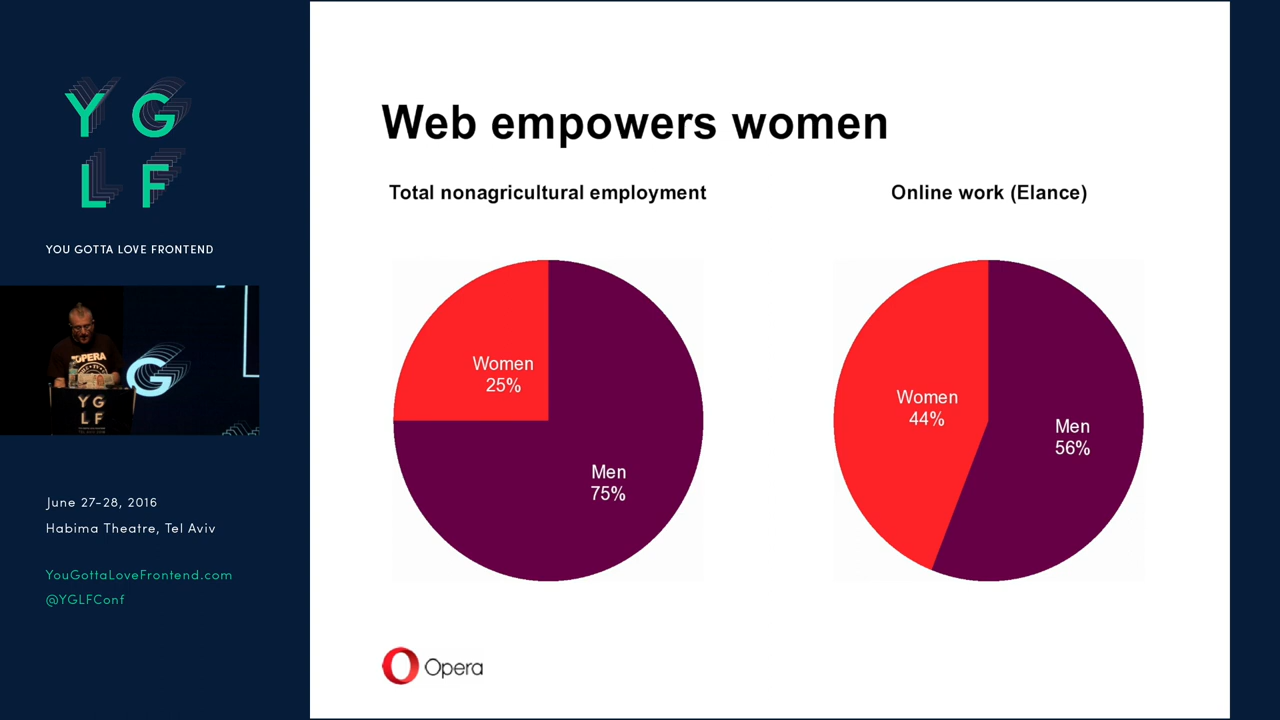 Y G
L F
YOU GOTTA LOVE FRONTEND
OPERA
G
Y G
L F
June 27-28, 2016
Habima Theatre, Tel Aviv
YouGottaLoveFrontend.com
@YGLFConf
Web empowers women
Total nonagricultural employment
Women
25%
Men
75%
Online work (Elance)
Women
44%
Men
56%
Opera